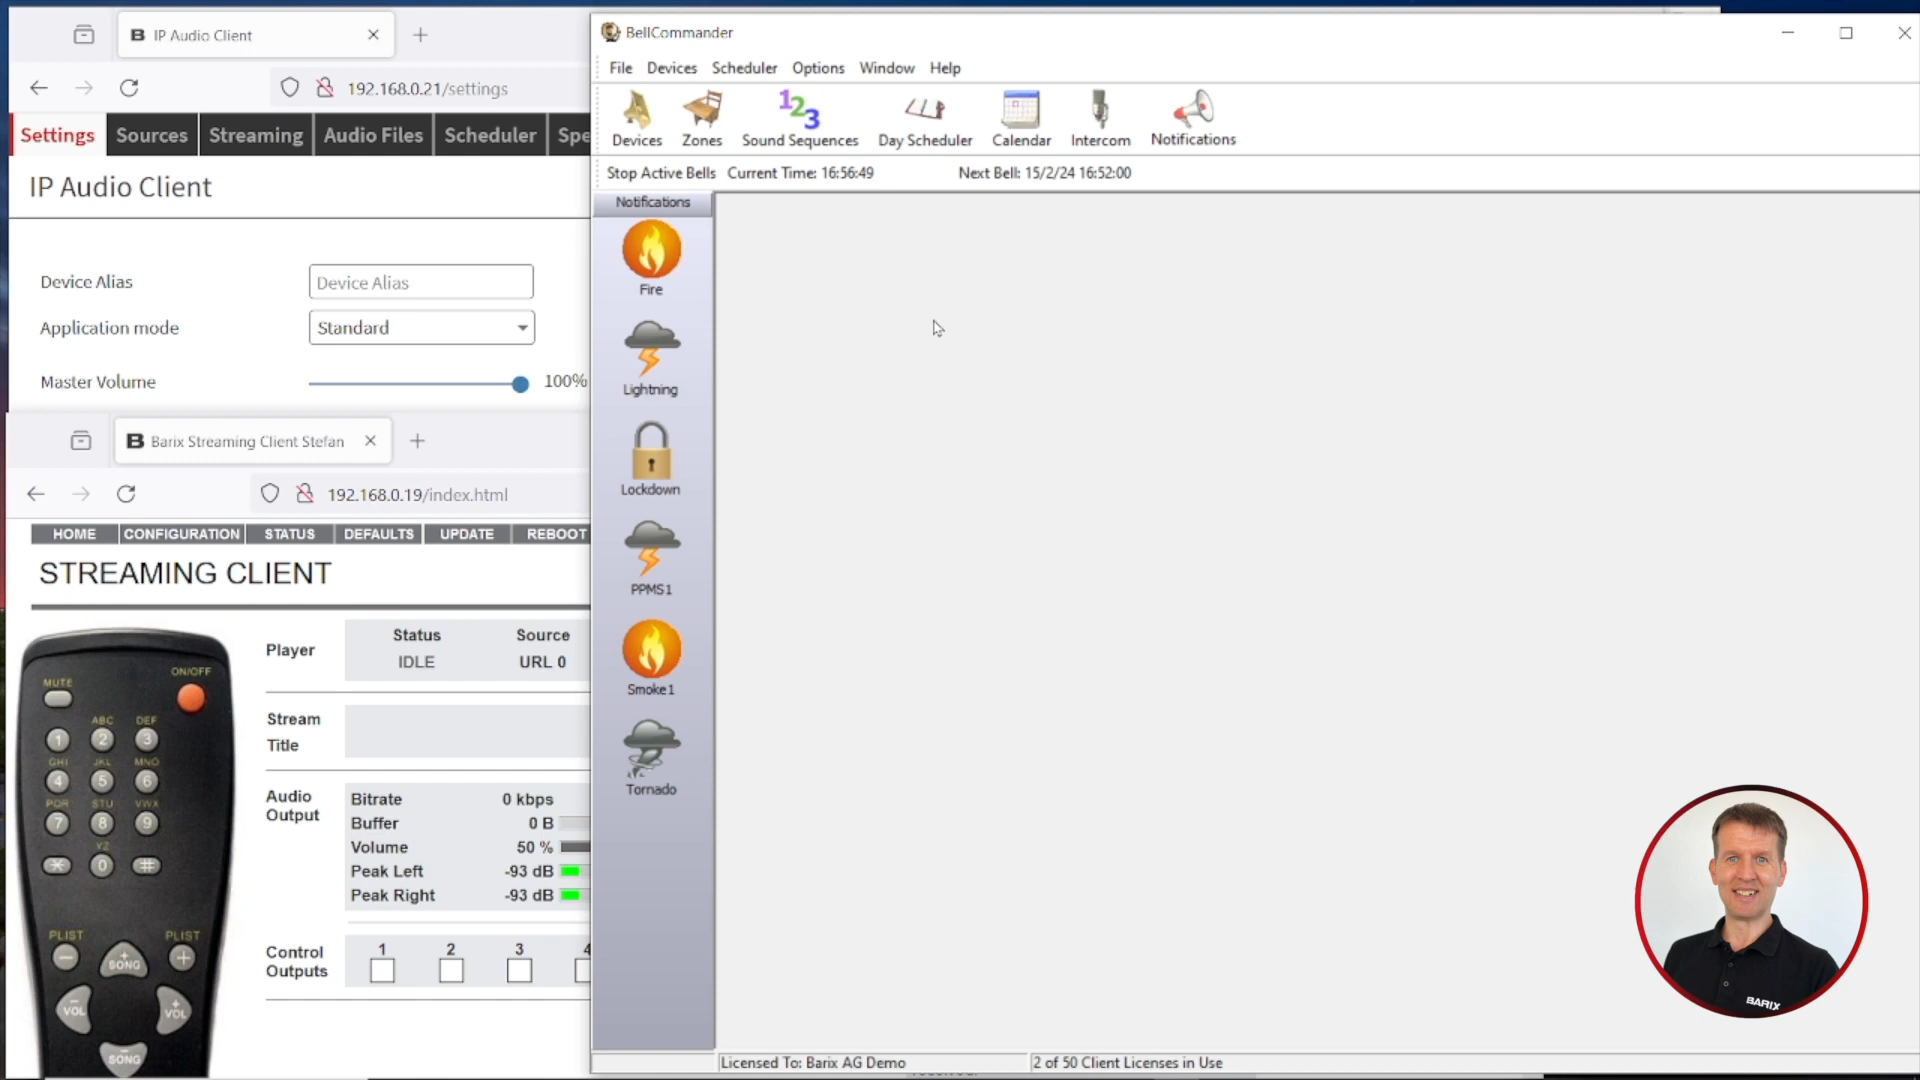 IP Audio Client
192.168.0.21/settings
Settings Sources Streaming Audio Files Scheduler Spe
IP Audio Client
Device Alias
Device Alias
Application mode
Standard
Master Volume
100%
Barix Streaming Client Stefan
192.168.0.19/index.html
HOME CONFIGURATION STATUS DEFAULTS UPDATE REBOOT
STREAMING CLIENT
MUTE
ON/OFF
ABC DEF
1 2 3
GHI JKL MNO
4 5 6
PQR STU VWX
7 8 9
YZ
0 #
PLIST PLIST
SONG
VOL VOL
SONG
Player
Status Source
IDLE URL 0
Stream
Title
Audio
Output
Bitrate 0 kbps
Buffer 0 B
Volume 50 %
Peak Left -93 dB
Peak Right -93 dB
Control
Outputs
1 2 3 4
BellCommander
File Devices Scheduler Options Window Help
123
Devices Zones Sound Sequences Day Scheduler Calendar Intercom Notifications
Stop Active Bells Current Time: 16:56:49 Next Bell: 15/2/24 16:52:00
Notifications
Fire
Lightning
Lockdown
PPMS1
Smoke1
Tornado
BARIX
Licensed To: Barix AG Demo
2 of 50 Client Licenses in Use